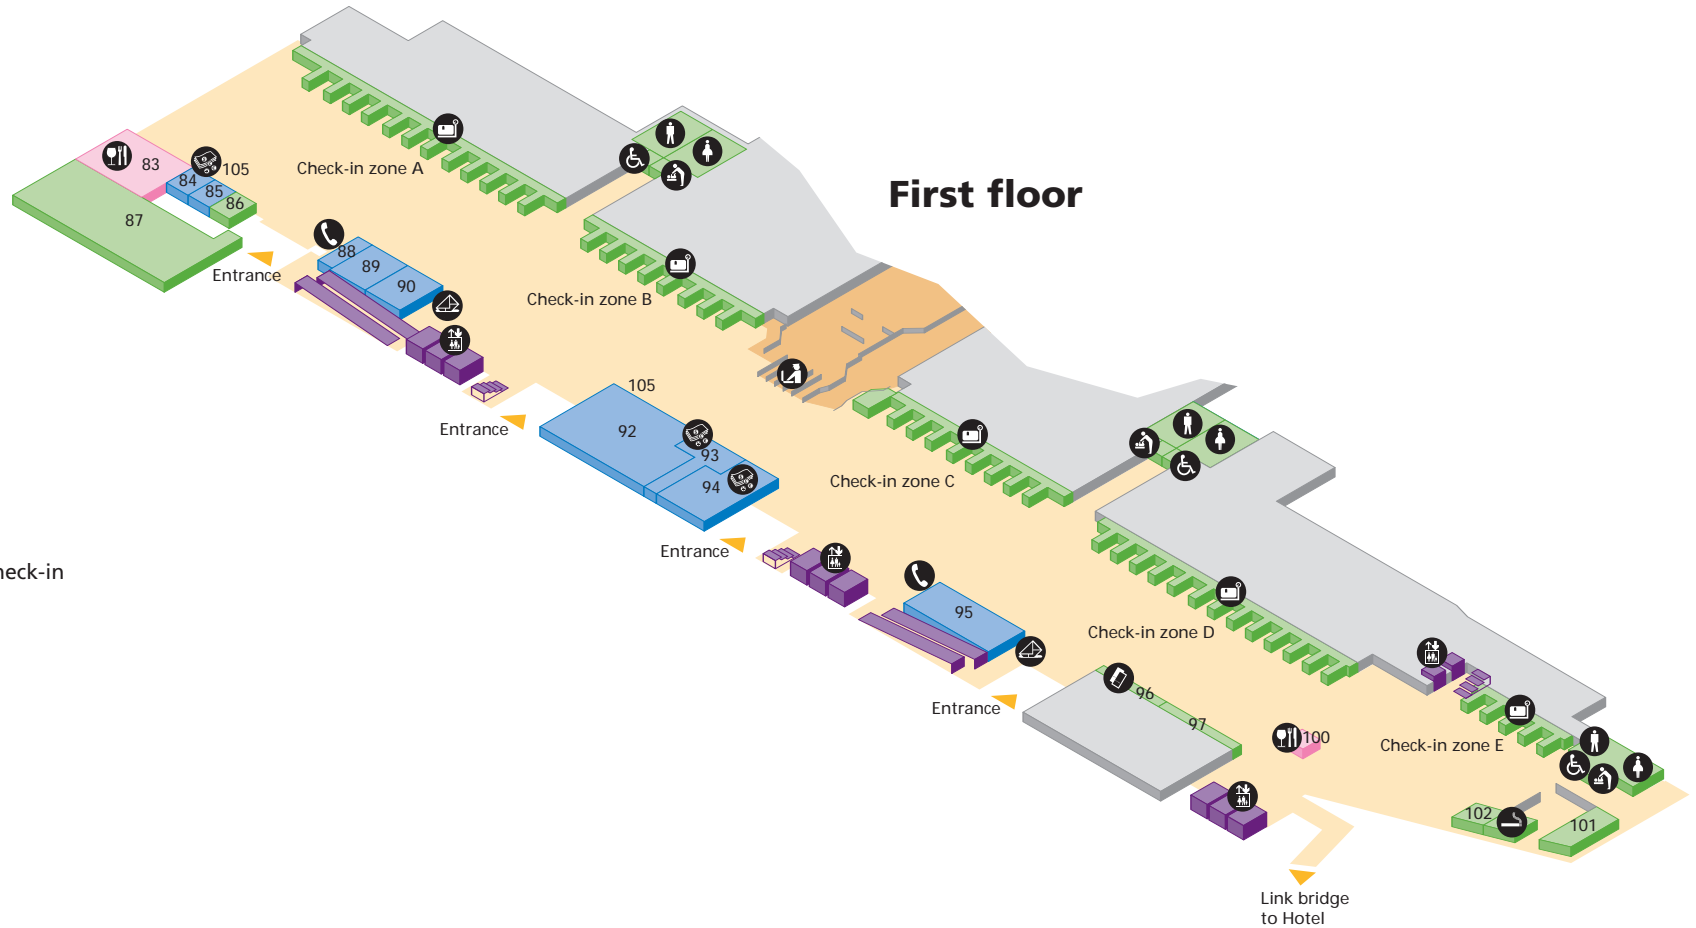 First floor
83
84
105
85
86
87
Check-in zone A
Entrance
88
89
90
Check-in zone B
105
92
93
94
Entrance
Check-in zone C
Entrance
heck-in
95
Check-in zone D
Entrance
96
97
100
Check-in zone E
102
101
Link bridge
to Hotel